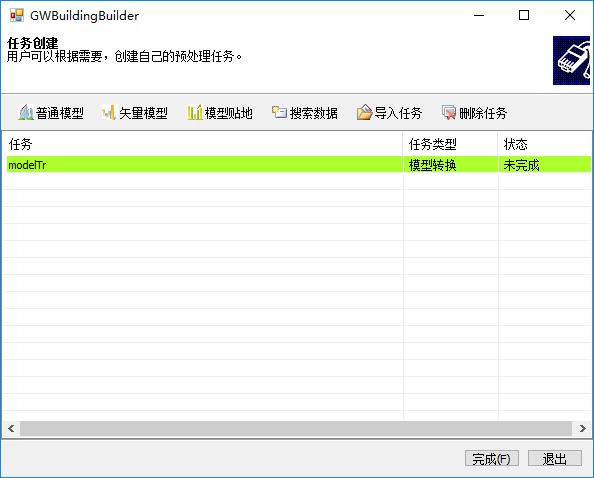 GWBuildingBuilder
任务创建
用户可以根据需要，创建自己的预处理任务。
普通模型 矢量模型 模型贴地 搜索数据 导入任务 删除任务
任务 任务类型 状态
modelTr 模型转换 未完成
完成(F) 退出